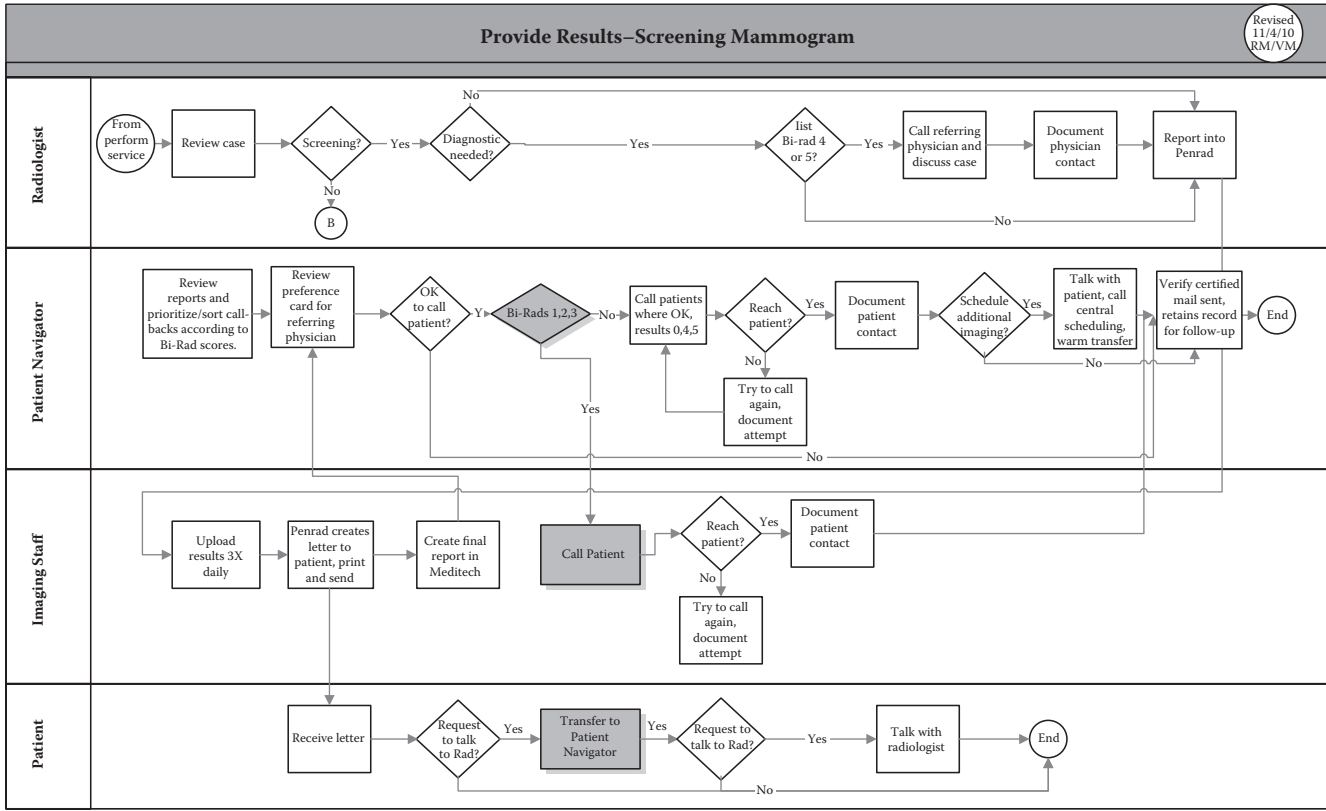 Provide Results–Screening Mammogram
Revised
11/4/10
RM/VM
Radiologist
From
perform
service
Review case
Screening?
Yes
No
B
Diagnostic
needed?
No
Yes
Iist
Bi-rad 4
or 5?
Yes
No
Call referring
physician and
discuss case
Document
physician
contact
Report into
Penrad
Patient Navigator
Review
reports and
prioritize/sort call-
backs according to
Bi-Rad scores.
Review
preference
card for
referring
physician
OK
to call
patient?
Y
No
Bi-Rads 1,2,3
No
Yes
Call patients
where OK,
results 0,4,5
Reach
patient?
Yes
No
Try to call
again,
document
attempt
Document
patient
contact
Schedule
additional
imaging?
Yes
No
Talk with
patient, call
central
scheduling,
warm transfer
Verify certified
mail sent,
retains record
for follow-up
End
Imaging Staff
Upload
results 3X
daily
Penrad creates
letter to
patient, print
and send
Create final
report in
Meditech
Call Patient
Reach
patient?
Yes
No
Try to call
again,
document
attempt
Document
patient
contact
Patient
Receive letter
Request
to talk
to Rad?
Yes
Transfer to
Patient
Navigator
Yes
Request to
talk to Rad?
Yes
No
Talk with
radiologist
End